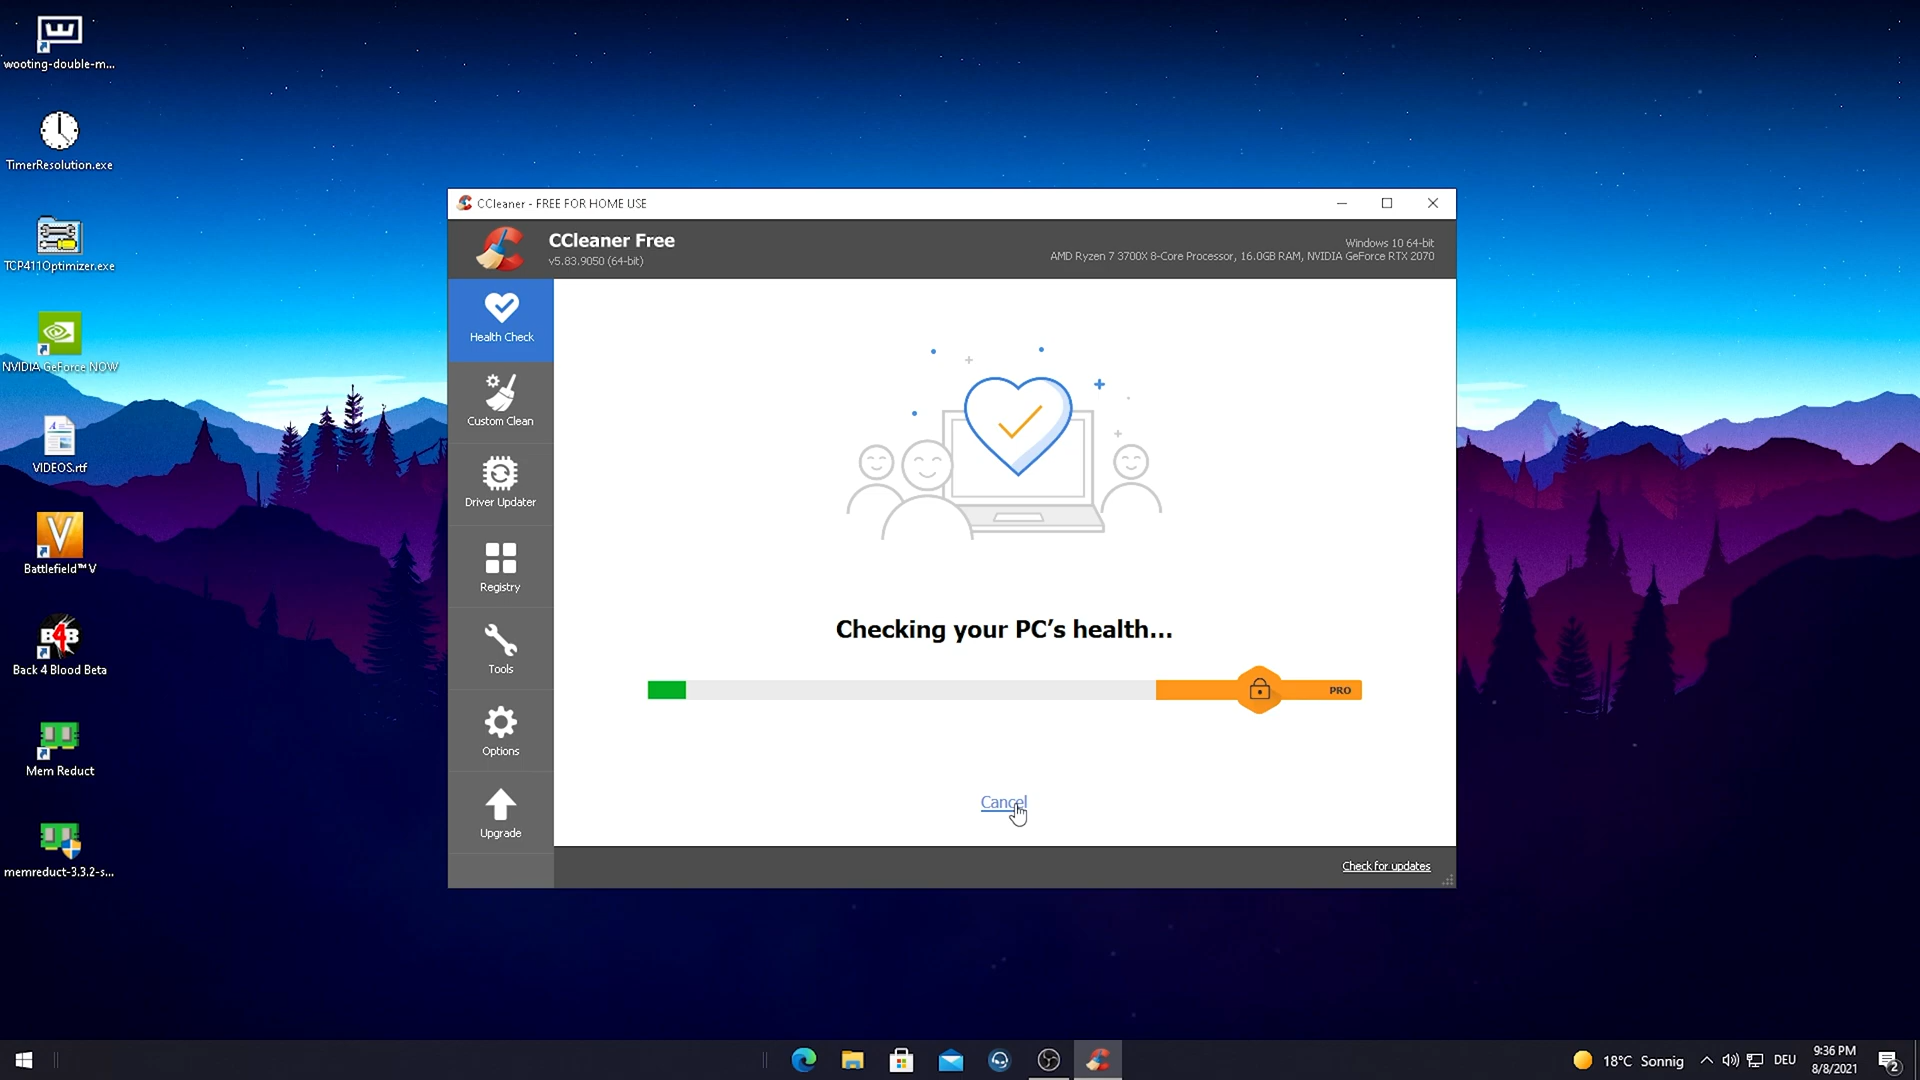 wooting-double-m...
TimerResolution.exe
TCP411Optimizer.exe
NVIDIA GeForce NOW
VIDEOS.rtf
Battlefield™ V
Back 4 Blood Beta
Mem Reduct
memreduct-3.3.2-s...
CCleaner - FREE FOR HOME USE
CCleaner Free
v5.83.9050 (64-bit)
Windows 10 64-bit
AMD Ryzen 7 3700X 8-Core Processor, 16.0GB RAM, NVIDIA GeForce RTX 2070
Health Check
Custom Clean
Driver Updater
Registry
Tools
Options
Upgrade
Checking your PC’s health...
PRO
Cancel
Check for updates
18°C Sonnig
DEU
9:36 PM
8/8/2021
2